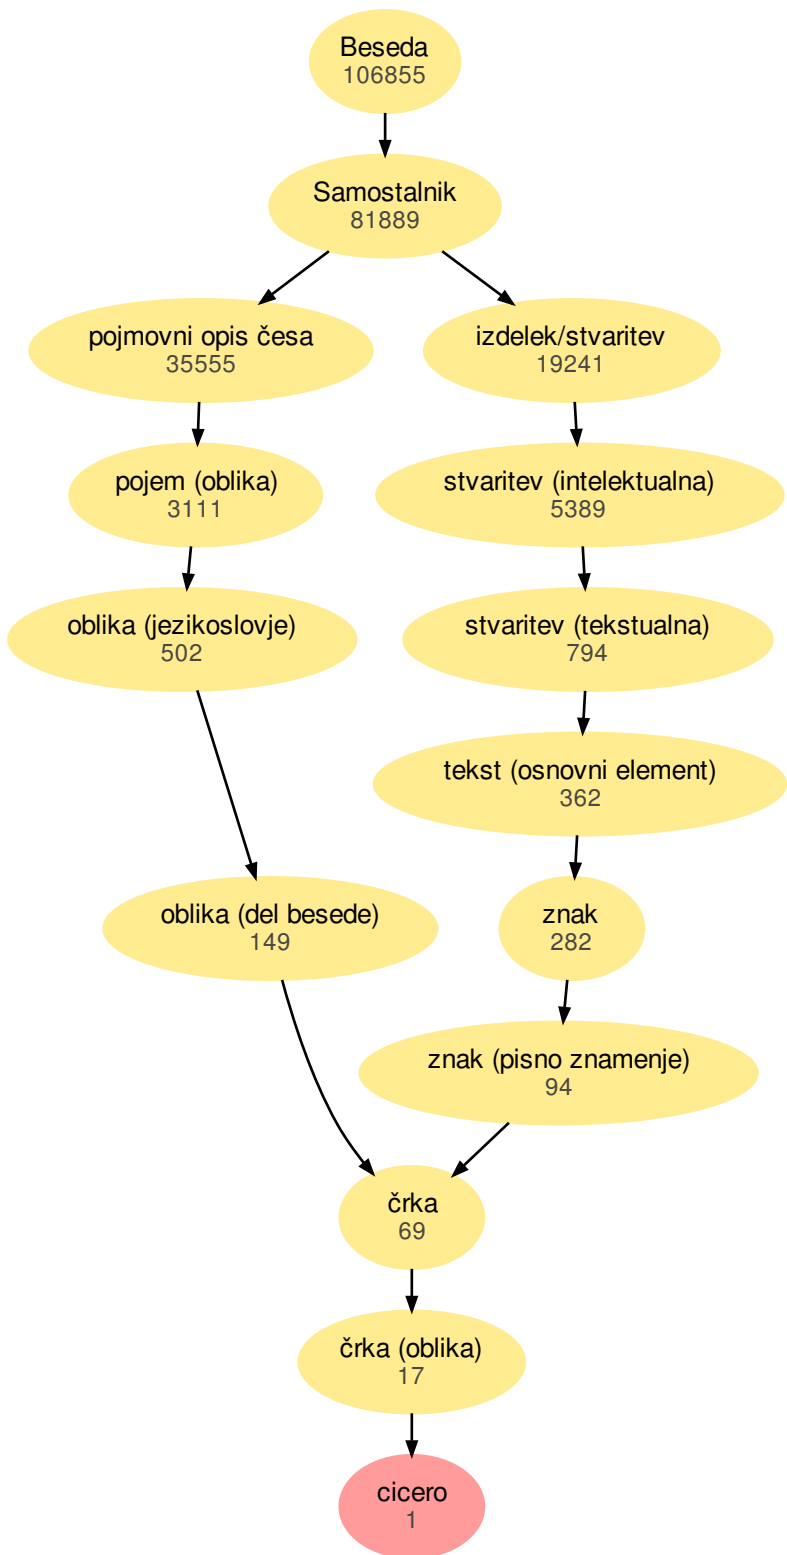 Beseda
106855
Samostalnik
81889
pojmovni opis česa
35555
izdelek/stvaritev
19241
pojem (oblika)
3111
stvaritev (intelektualna)
5389
oblika (jezikoslovje)
502
stvaritev (tekstualna)
794
tekst (osnovni element)
362
oblika (del besede)
149
znak
282
znak (pisno znamenje)
94
črka
69
črka (oblika)
17
cicero
1